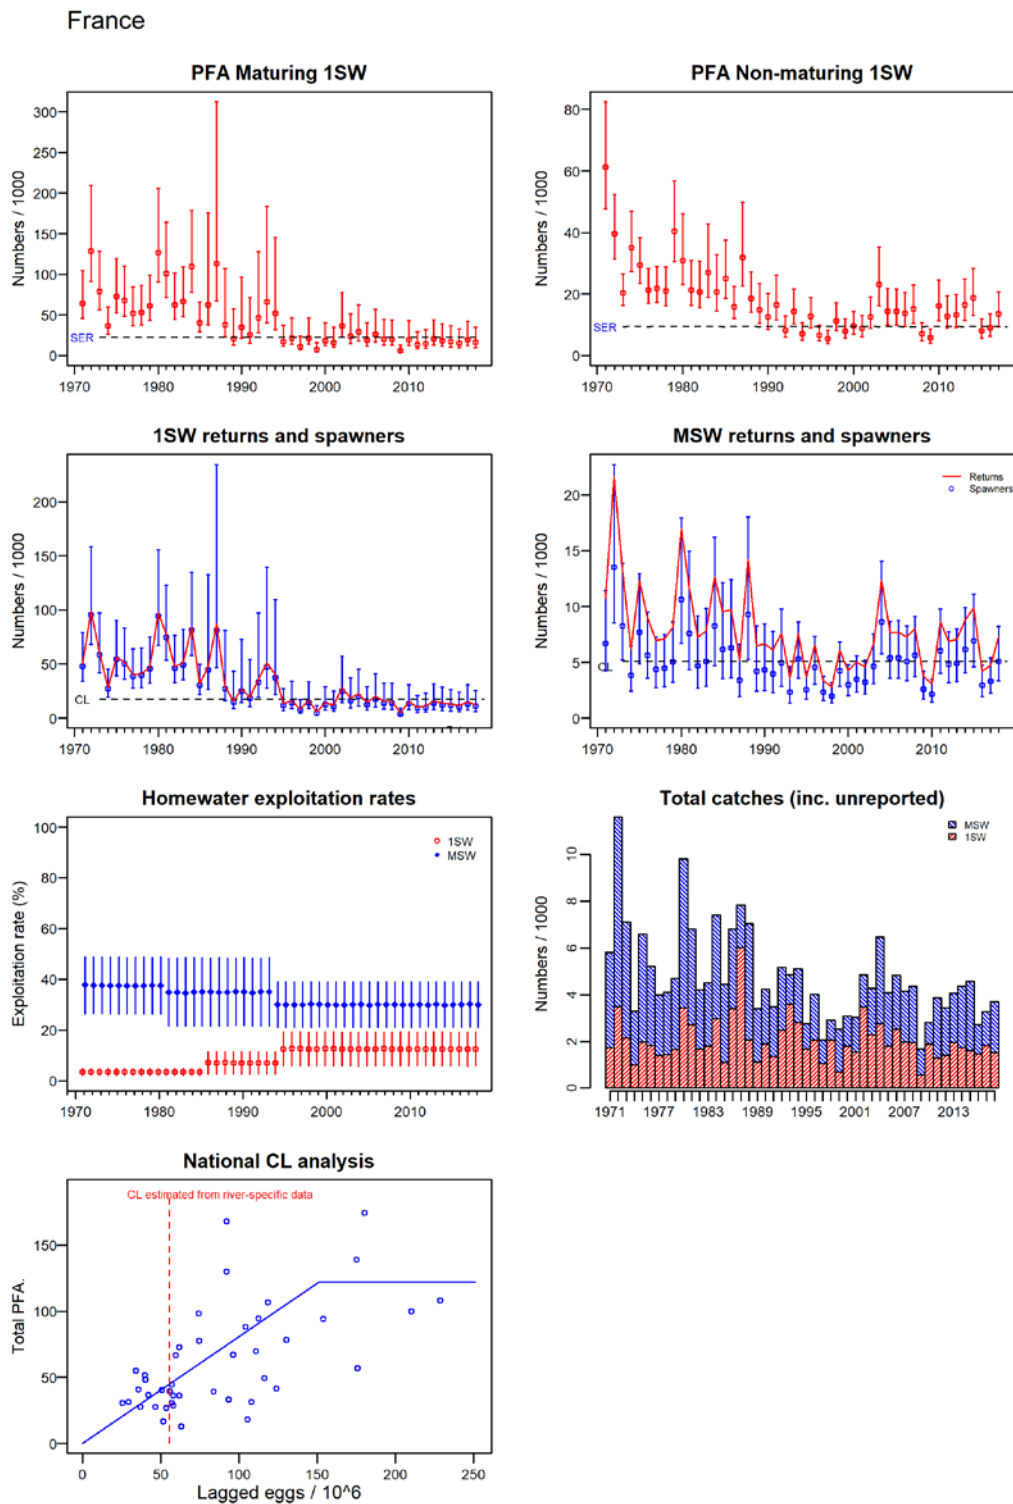 France
PFA Maturing 1SW
Numbers / 1000
300
250
200
150
100
50
0
SER
1970 1980 1990 2000 2010
PFA Non-maturing 1SW
Numbers / 1000
80
60
40
20
0
SER
1970 1980 1990 2000 2010
1SW returns and spawners
Numbers / 1000
200
150
100
50
0
CL
1970 1980 1990 2000 2010
MSW returns and spawners
Numbers / 1000
20
15
10
5
0
CL
Returns
Spawners
1970 1980 1990 2000 2010
Homewater exploitation rates
Exploitation rate (%)
100
80
60
40
20
0
1SW
MSW
1970 1980 1990 2000 2010
Total catches (inc. unreported)
Numbers / 1000
10
8
6
4
2
0
MSW
1SW
1971 1977 1983 1989 1995 2001 2007 2013
National CL analysis
CL estimated from river-specific data
Total PFA.
150
100
50
0
0 50 100 150 200 250
Lagged eggs / 10^6